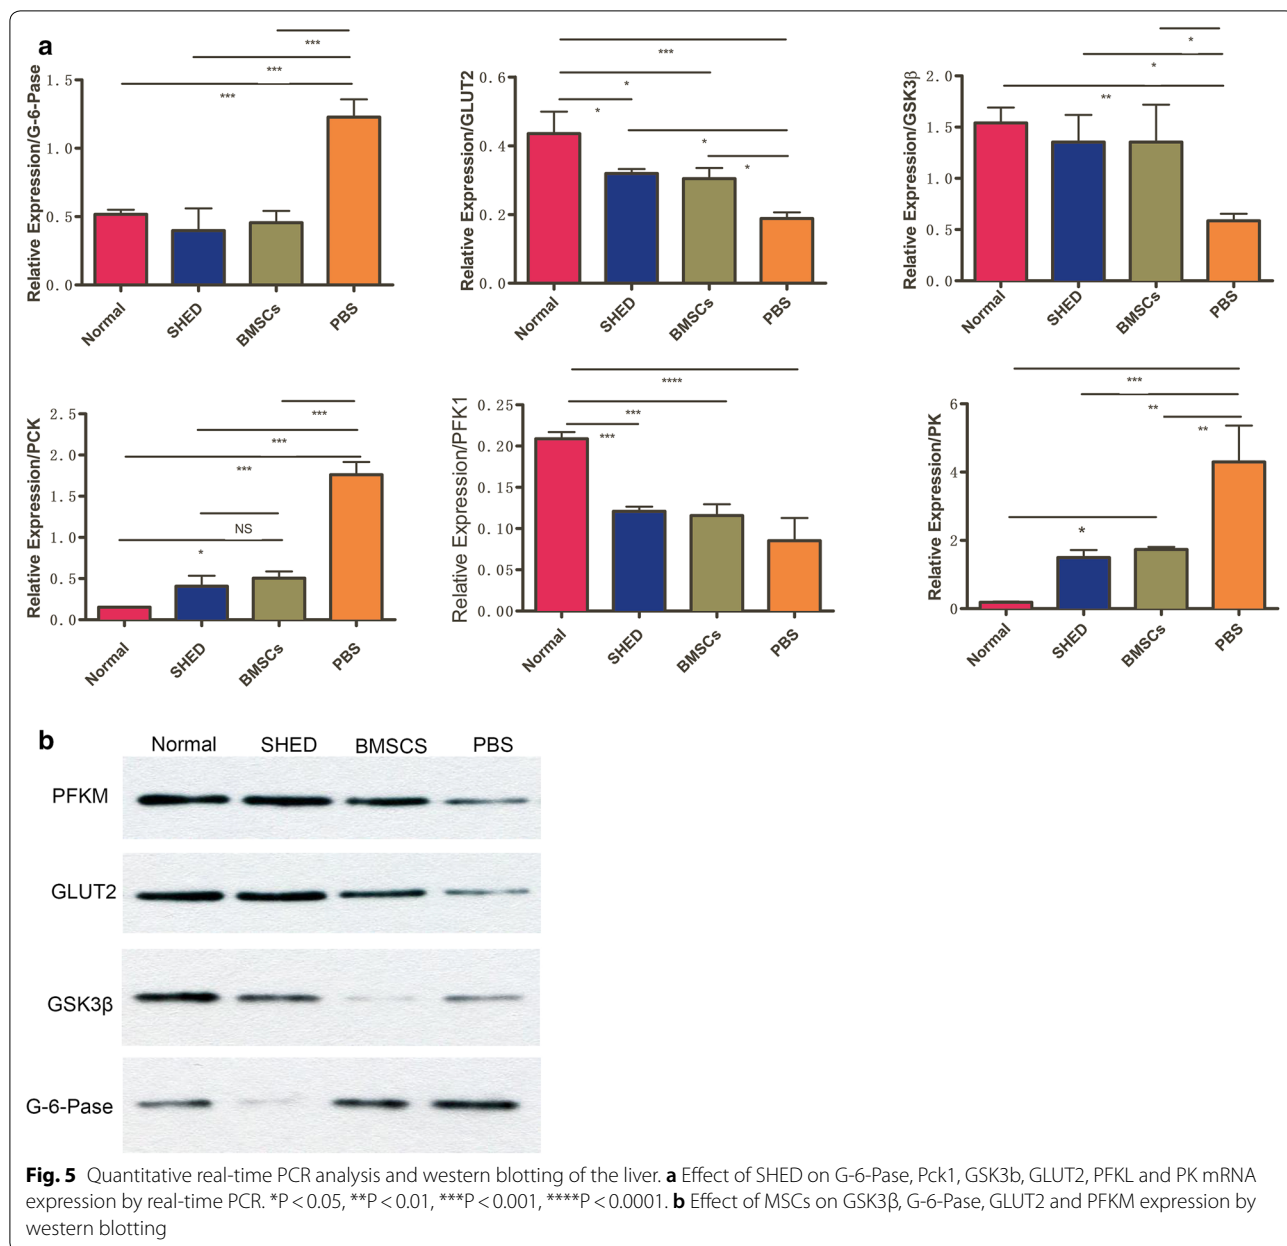 a
***
***
***
Relative Expression/G-6-Pase
1.5
1.0
0.5
0.0
Normal
SHED
BMSCs
PBS
***
*
*
*
*
Relative Expression/GLUT2
0.6
0.4
0.2
0.0
Normal
SHED
BMSCs
PBS
*
*
**
Relative Expression/GSK3β
2.0
1.5
1.0
0.5
0.0
Normal
SHED
BMSCs
PBS
***
***
***
NS
*
Relative Expression/PCK
2.5
2.0
1.5
1.0
0.5
0.0
Normal
SHED
BMSCs
PBS
****
***
***
Relative Expression/PFK1
0.25
0.20
0.15
0.10
0.05
0.00
Normal
SHED
BMSCs
PBS
***
**
**
*
Relative Expression/PK
6
4
2
0
Normal
SHED
BMSCs
PBS
b
Normal SHED BMSCS PBS
PFKM
GLUT2
GSK3β
G-6-Pase
Fig. 5 Quantitative real-time PCR analysis and western blotting of the liver. a Effect of SHED on G-6-Pase, Pck1, GSK3b, GLUT2, PFKL and PK mRNA
expression by real-time PCR. *P < 0.05, **P < 0.01, ***P < 0.001, ****P < 0.0001. b Effect of MSCs on GSK3β, G-6-Pase, GLUT2 and PFKM expression by
western blotting